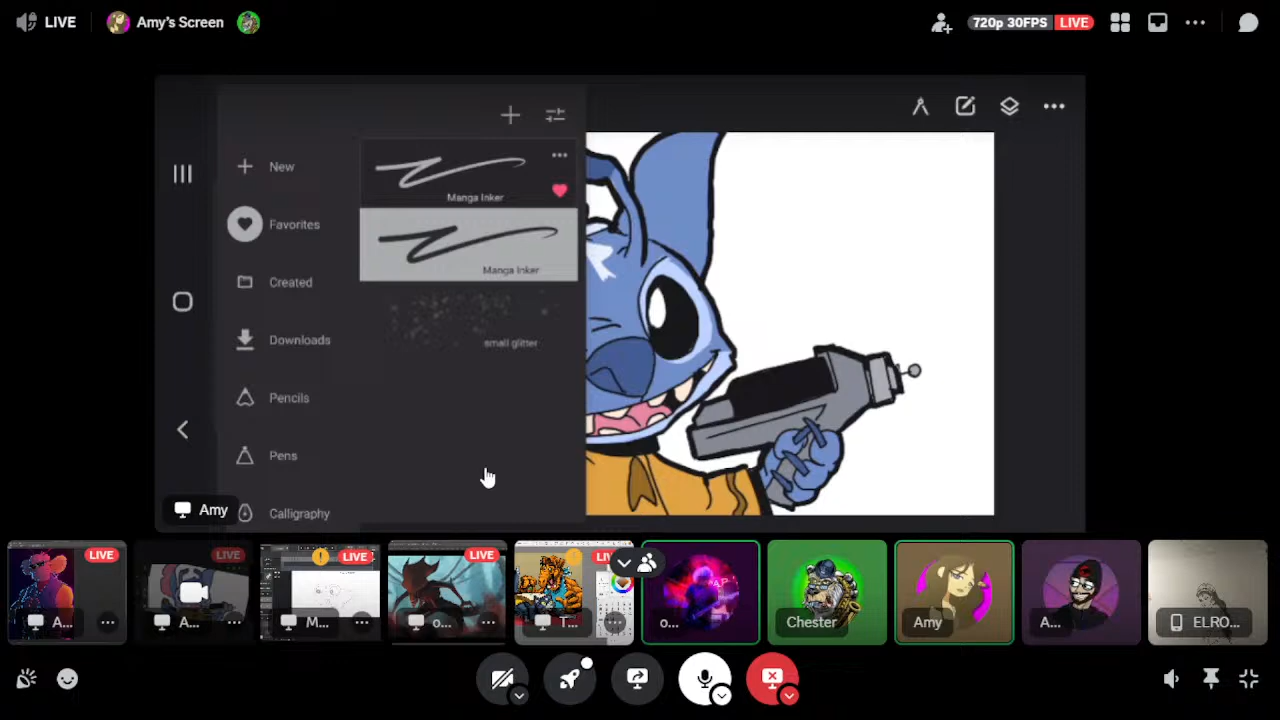 LIVE
Amy's Screen
720p 30FPS
LIVE
New
Manga Inker
Favorites
Manga Inker
Created
Downloads
small glitter
Pencils
Pens
Amy
Calligraphy
LIVE
LIVE
LIVE
LIVE
A...
A...
M...
o...
T...
o...
Chester
Amy
A...
ELRO...